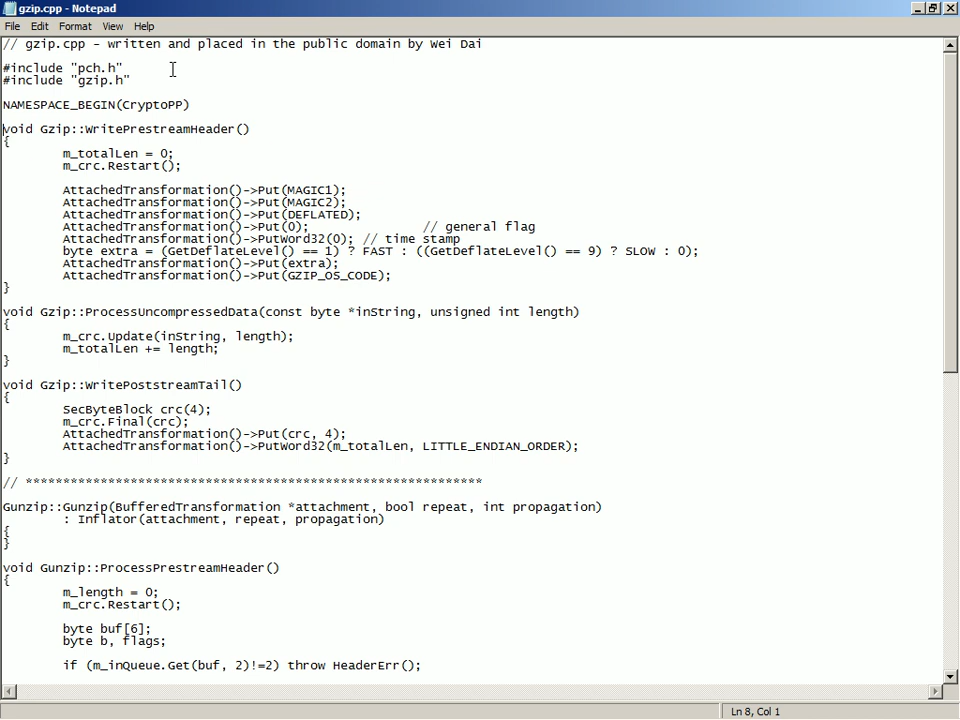 gzip.cpp - Notepad
File Edit Format View Help
// gzip.cpp - written and placed in the public domain by Wei Dai
#include "pch.h"
#include "gzip.h"
NAMESPACE_BEGIN(CryptoPP)
void Gzip::WritePrestreamHeader()
{
m_totalLen = 0;
m_crc.Restart();
AttachedTransformation()->Put(MAGIC1);
AttachedTransformation()->Put(MAGIC2);
AttachedTransformation()->Put(DEFLATED);
AttachedTransformation()->Put(0); // general flag
AttachedTransformation()->PutWord32(0); // time stamp
byte extra = (GetDeflateLevel() == 1) ? FAST : ((GetDeflateLevel() == 9) ? SLOW : 0);
AttachedTransformation()->Put(extra);
AttachedTransformation()->Put(GZIP_OS_CODE);
}
void Gzip::ProcessUncompressedData(const byte *inString, unsigned int length)
{
m_crc.Update(inString, length);
m_totalLen += length;
}
void Gzip::WritePoststreamTail()
{
SecByteBlock crc(4);
m_crc.Final(crc);
AttachedTransformation()->Put(crc, 4);
AttachedTransformation()->PutWord32(m_totalLen, LITTLE_ENDIAN_ORDER);
}
// *************************************************************
Gunzip::Gunzip(BufferedTransformation *attachment, bool repeat, int propagation)
: Inflator(attachment, repeat, propagation)
{
}
void Gunzip::ProcessPrestreamHeader()
{
m_length = 0;
m_crc.Restart();
byte buf[6];
byte b, flags;
if (m_inQueue.Get(buf, 2)!=2) throw HeaderErr();
Ln 8, Col 1